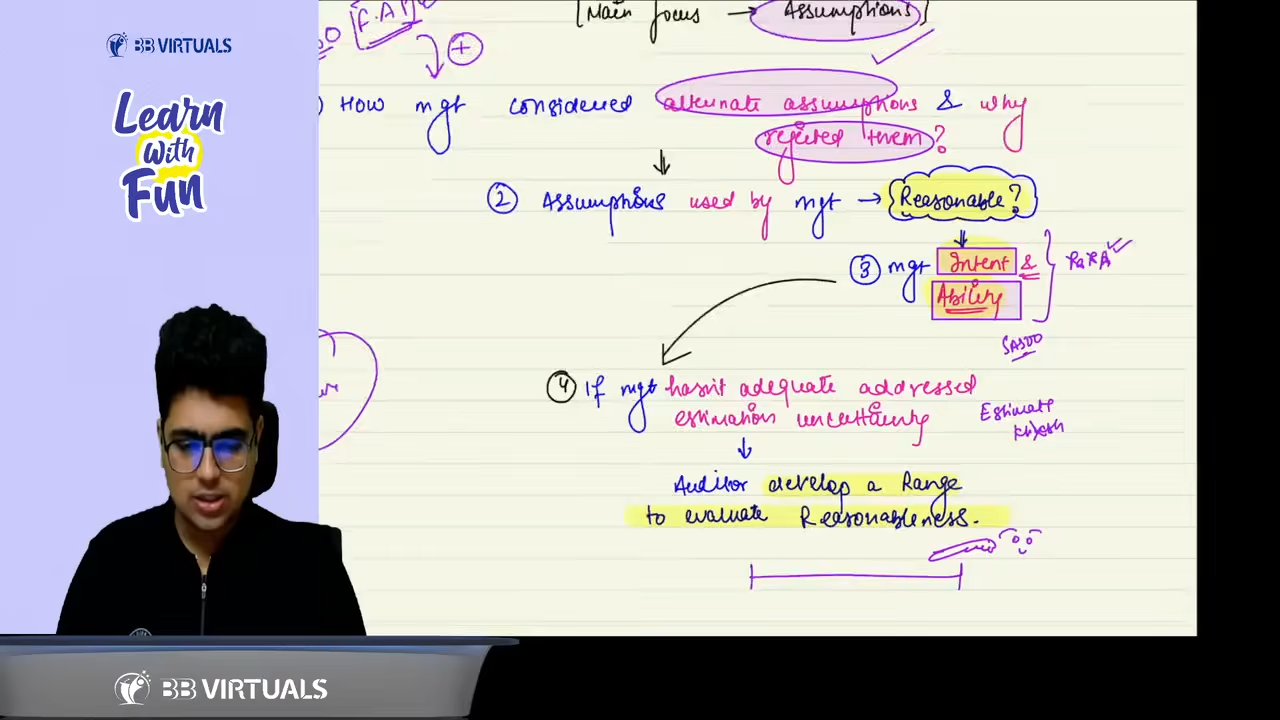 [Main focus → Assumptions]
[F.A.P]
+
BB VIRTUALS
Learn
With
Fun
) How mgt considered alternate assumptions & why
rejected them?
② Assumptions used by mgt → Reasonable?
③ mgt Intent &
Ability
SA500
④ If mgt hasn't adequate addressed
estimation uncertainty
Estimate
Auditor develop a Range
to evaluate Reasonableness.
BB VIRTUALS